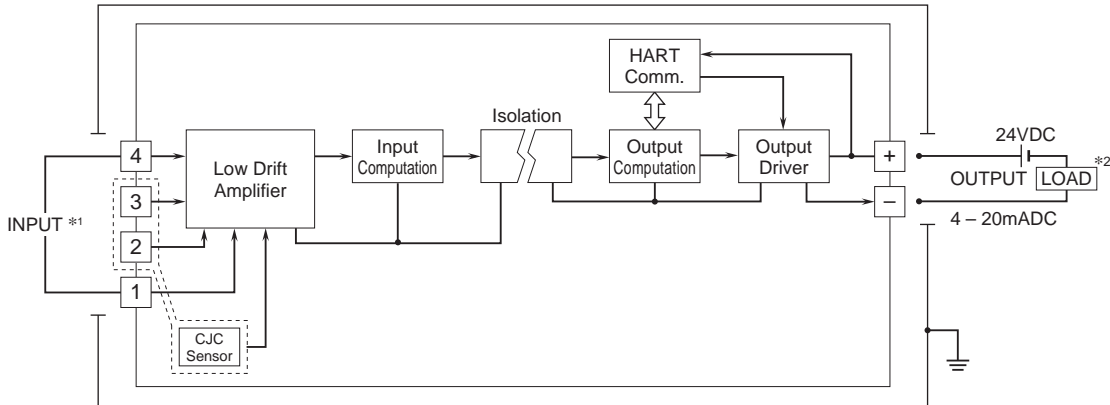 HART
Comm.
Isolation
24VDC
4
Low Drift
Amplifier
Input
Computation
Output
Computation
Output
Driver
+
*2
3
OUTPUT
LOAD
INPUT *1
−
4 – 20mADC
2
1
CJC
Sensor